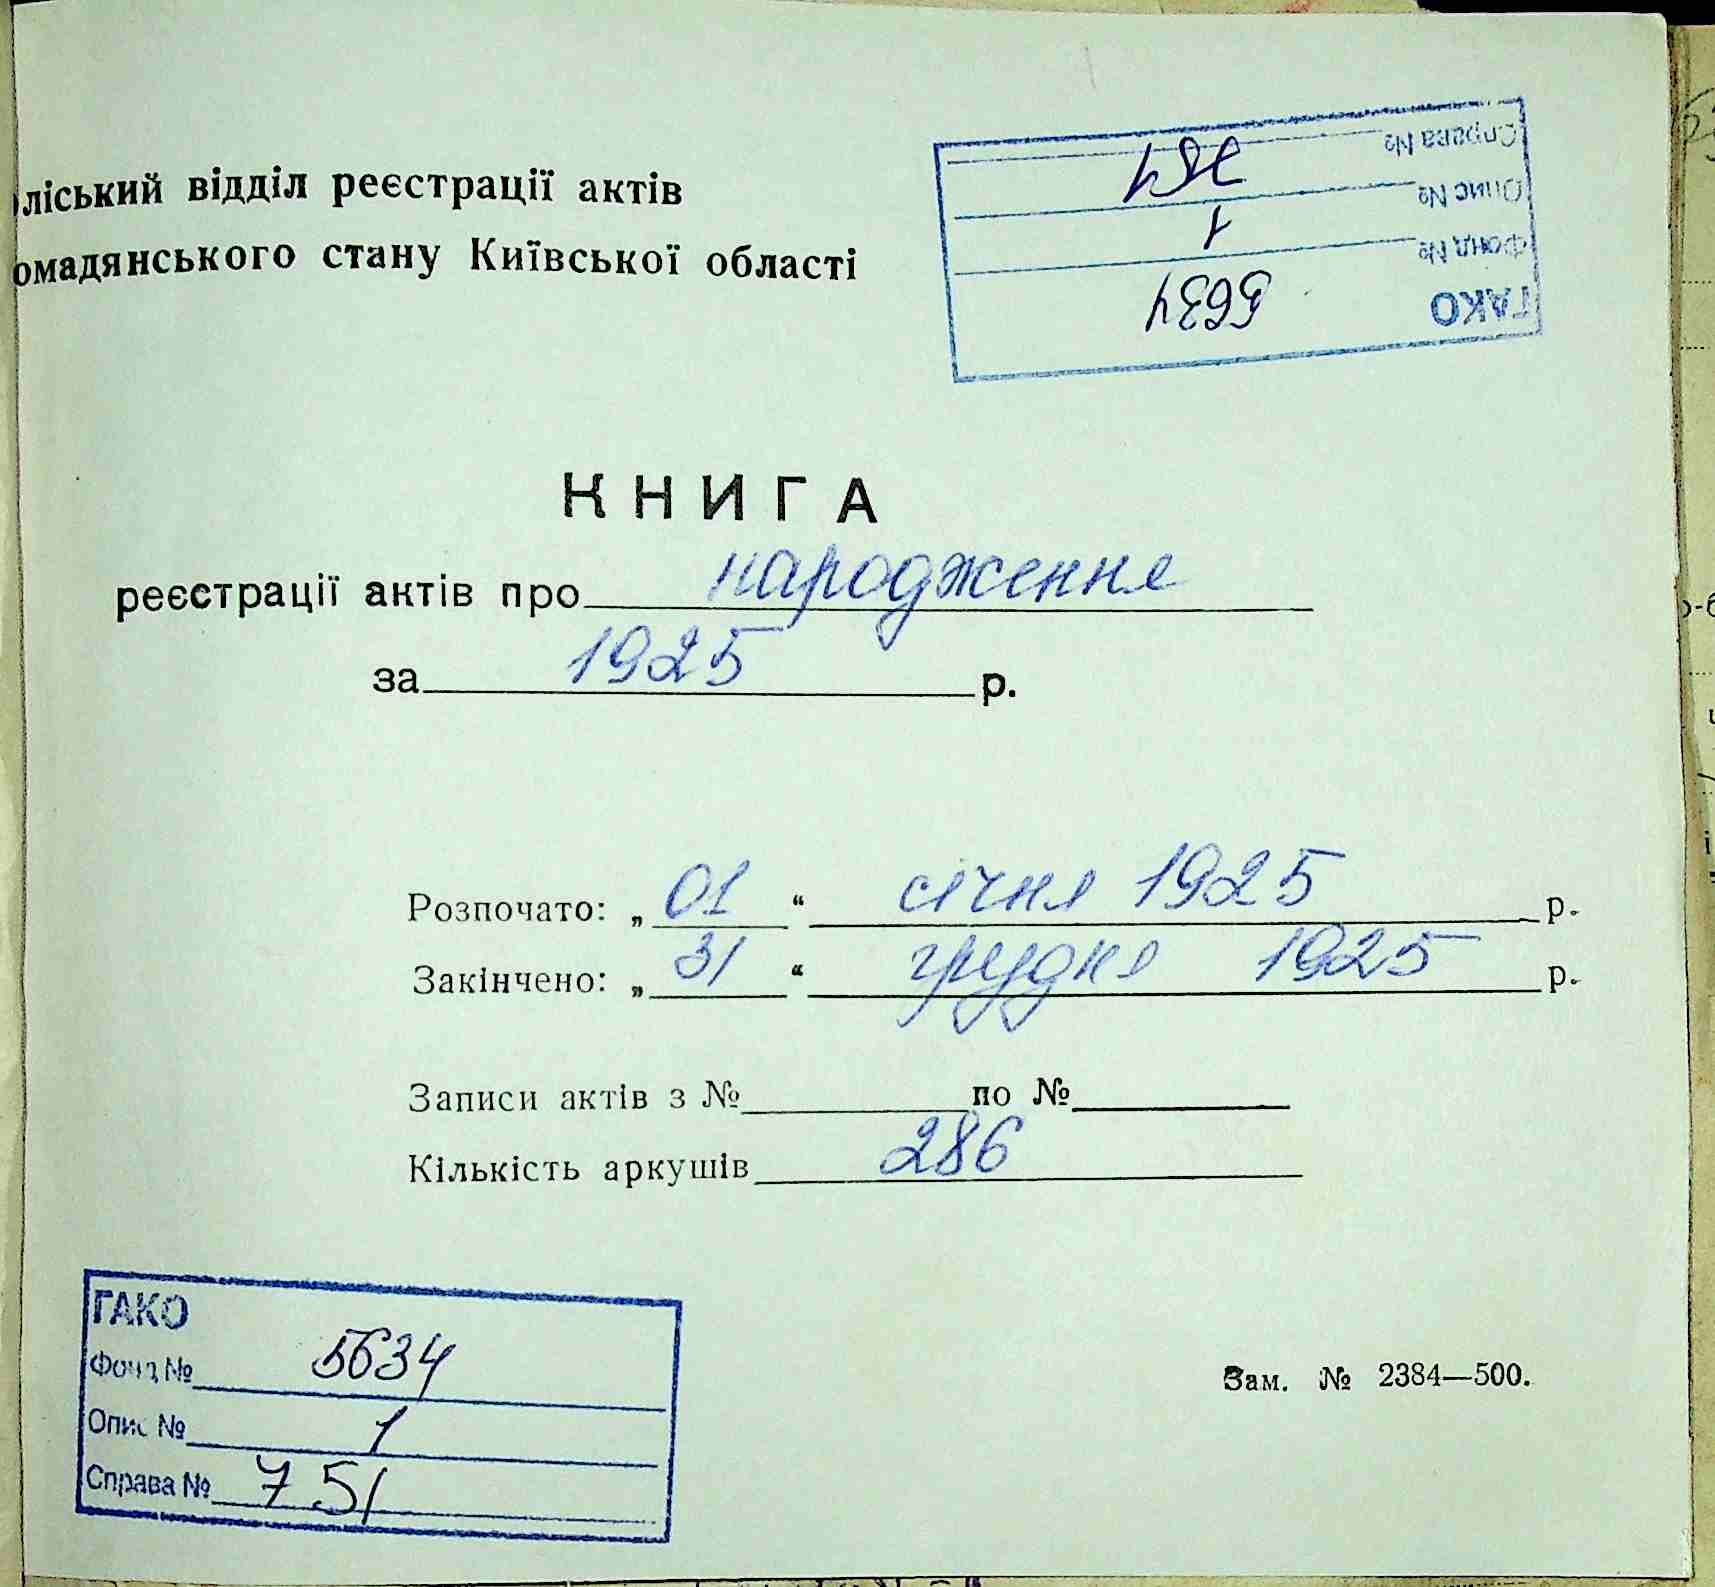 ліський відділ реєстрації актів
омадянського стану Київської області
Справа №
Опис № 1
Фонд № 5634
ГАКО
КНИГА
реєстрації актів про народження
за 1925 р.
Розпочато: „01“ січня 1925 р.
Закінчено: „31“ грудня 1925 р.
Записи актів з № по №
Кількість аркушів 286
ГАКО
Фонд № 5634
Опис № 1
Справа № 751
Зам. № 2384—500.